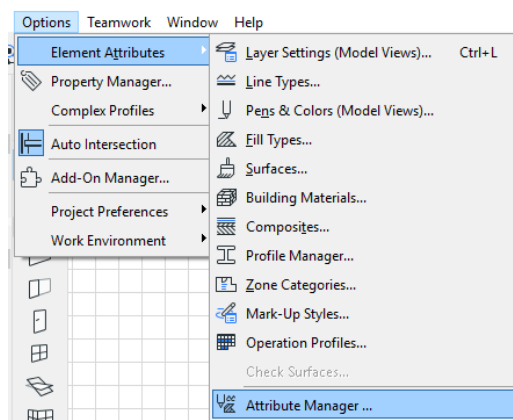 Options Teamwork Window Help
Element Attributes
Property Manager...
Complex Profiles
Auto Intersection
Add-On Manager...
Project Preferences
Work Environment
Layer Settings (Model Views)... Ctrl+L
Line Types...
Pens & Colors (Model Views)...
Fill Types...
Surfaces...
Building Materials...
Composites...
Profile Manager...
Zone Categories...
Mark-Up Styles...
Operation Profiles...
Check Surfaces...
Attribute Manager ...